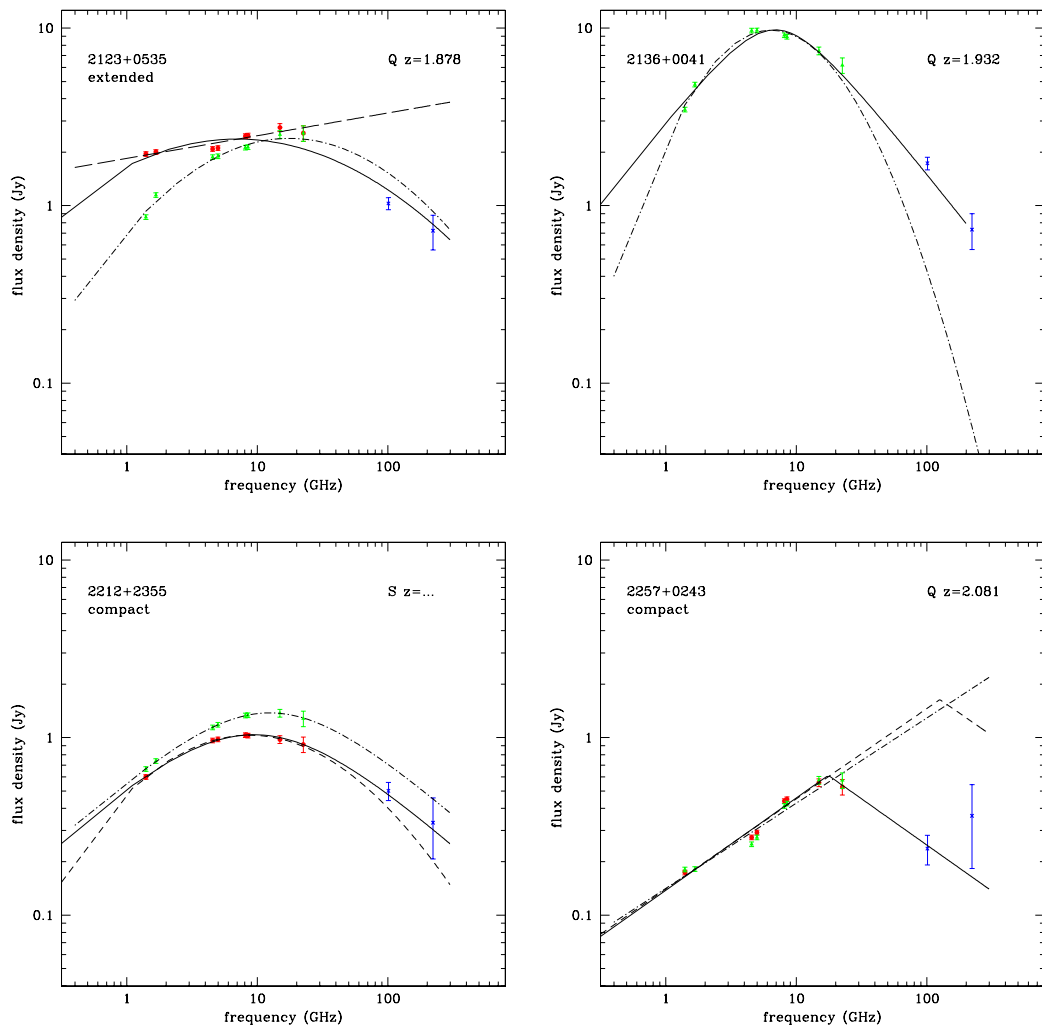 2123+0535
extended
Q z=1.878
10
1
0.1
flux density (Jy)
1
10
100
frequency (GHz)
2136+0041
Q z=1.932
10
1
0.1
flux density (Jy)
1
10
100
frequency (GHz)
2212+2355
compact
S z=...
10
1
0.1
flux density (Jy)
1
10
100
frequency (GHz)
2257+0243
compact
Q z=2.081
10
1
0.1
flux density (Jy)
1
10
100
frequency (GHz)